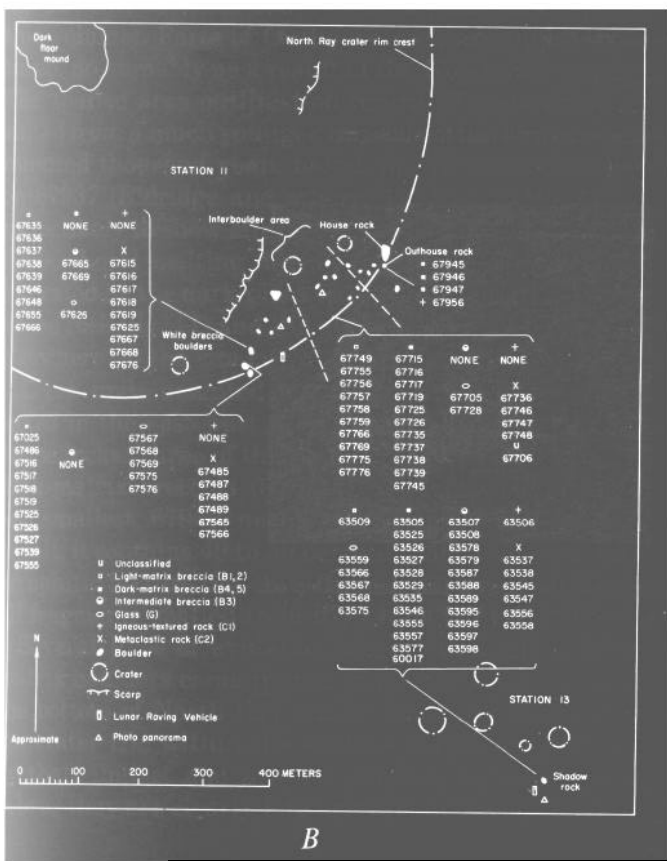 Dark
floor
mound
North Ray crater rim crest
STATION 11
Interboulder area
House rock
Outhouse rock
67945
67946
67947
+ 67956
+
67635 NONE NONE
67636
67637 X
67638 67665 67615
67639 67669 67616
67646 67617
67648 67618
67655 67625 67619
67666 67625
67667
67668
67676
White breccia
boulders
+
67025 67567 NONE
67486 67568
67516 NONE 67569 X
67517 67575 67485
67518 67576 67487
67519 67488
67525 67489
67526 67565
67527 67566
67539
67555
+
67749 67715 NONE NONE
67755 67716
67756 67717 X
67757 67719 67705 67736
67758 67725 67728 67746
67759 67726 67747
67766 67735 67748
67769 67737 u
67775 67738 67706
67776 67739
67745
+
63509 63505 63507 63506
63525 63508
63526 63578 X
63559 63527 63579 63537
63566 63528 63587 63538
63567 63529 63588 63545
63568 63535 63589 63547
63575 63546 63595 63556
63555 63596 63558
63557 63597
63577 63598
60017
u Unclassified
Light-matrix breccia (B1,2)
Dark-matrix breccia (B4, 5)
Intermediate breccia (B3)
Glass (G)
+ Igneous-textured rock (C1)
X Metaclastic rock (C2)
Boulder
Crater
Scarp
Lunar Roving Vehicle
Photo panorama
N
Approximate
0 100 200 300 400 METERS
STATION 13
Shadow
rock
B